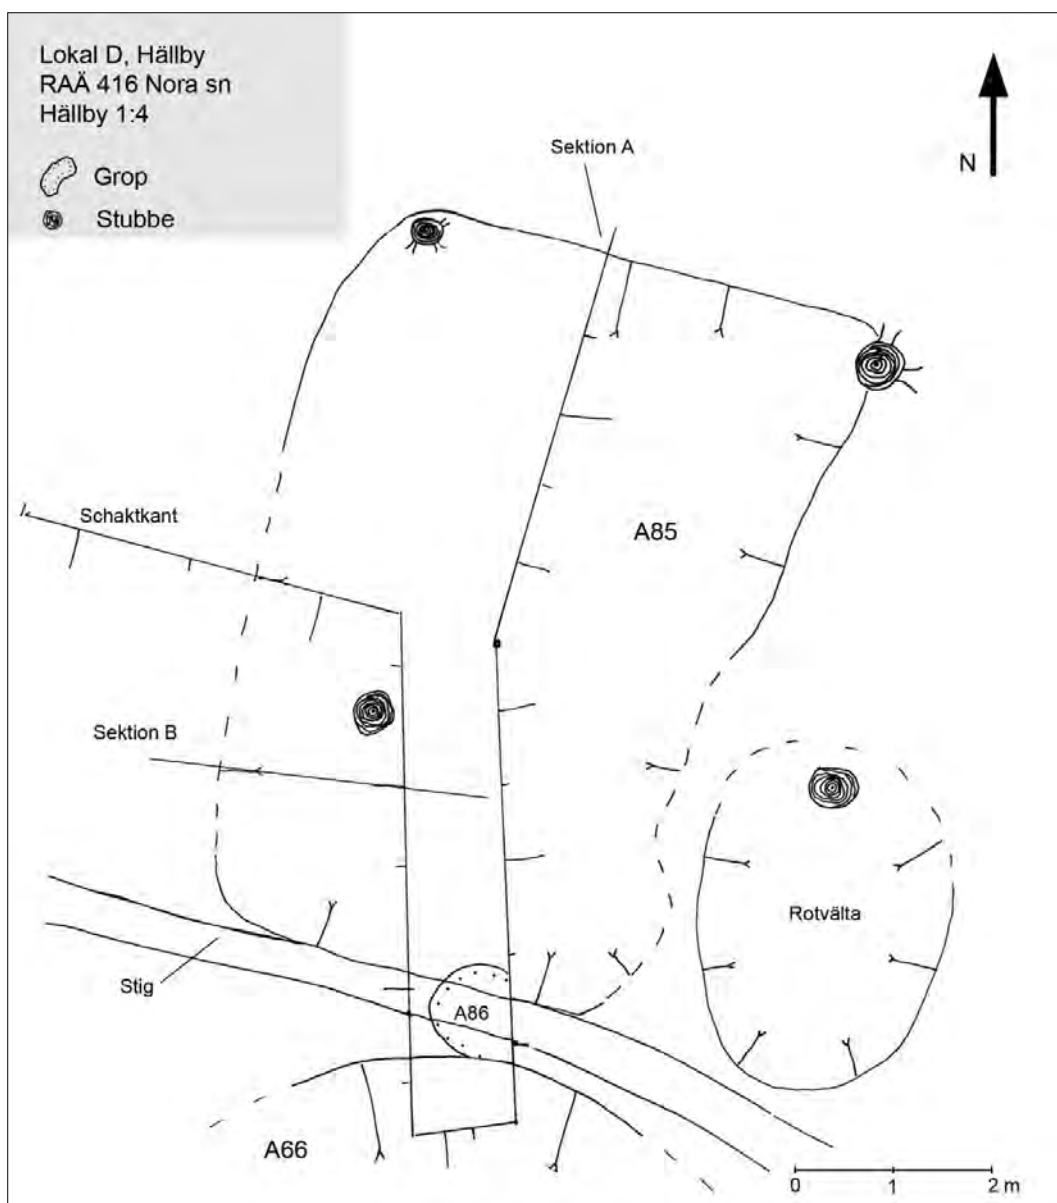 Lokal D, Hällby
RAÄ 416 Nora sn
Hällby 1:4
Grop
Stubbe
Sektion A
N
Schaktkant
A85
Sektion B
Rotvälta
Stig
A86
A66
0 1 2 m